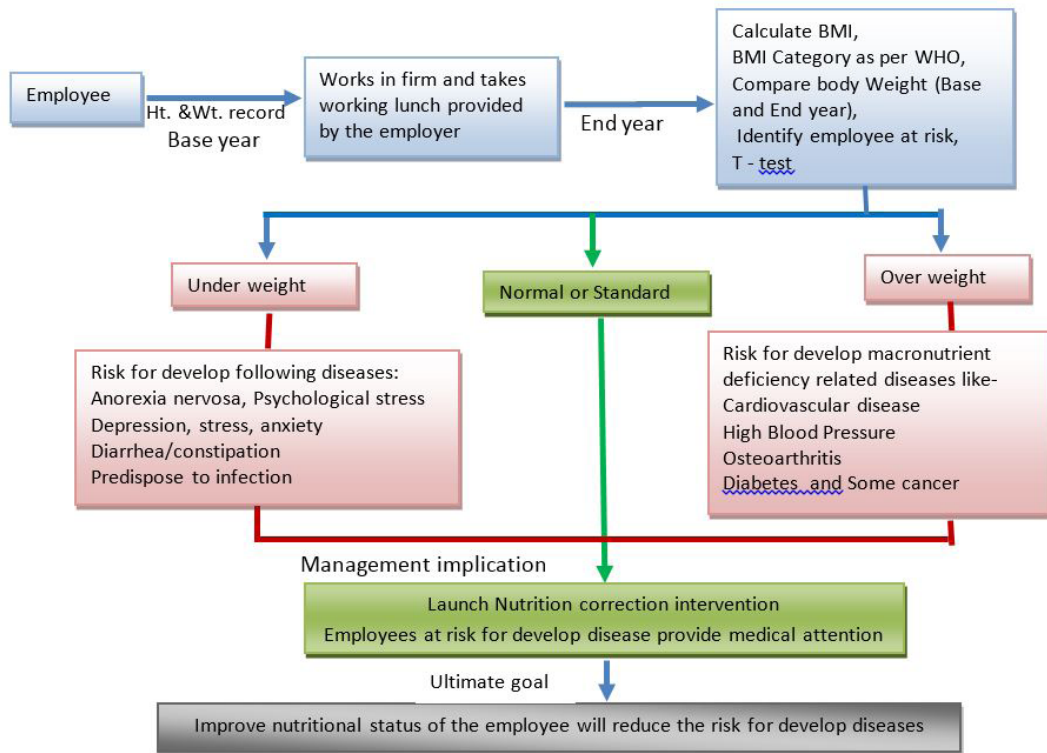 Employee
Ht. &Wt. record
Base year
Works in firm and takes
working lunch provided
by the employer
End year
Calculate BMI,
BMI Category as per WHO,
Compare body Weight (Base
and End year),
Identify employee at risk,
T - test
Under weight
Normal or Standard
Over weight
Risk for develop following diseases:
Anorexia nervosa, Psychological stress
Depression, stress, anxiety
Diarrhea/constipation
Predispose to infection
Risk for develop macronutrient
deficiency related diseases like-
Cardiovascular disease
High Blood Pressure
Osteoarthritis
Diabetes and Some cancer
Management implication
Launch Nutrition correction intervention
Employees at risk for develop disease provide medical attention
Ultimate goal
Improve nutritional status of the employee will reduce the risk for develop diseases